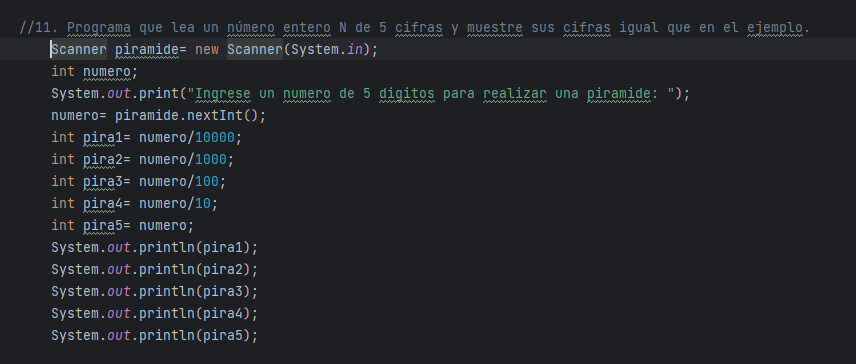 //11. Programa que lea un número entero N de 5 cifras y muestre sus cifras igual que en el ejemplo.
Scanner piramide= new Scanner(System.in);
int numero;
System.out.print("Ingrese un numero de 5 digitos para realizar una piramide: ");
numero= piramide.nextInt();
int pira1= numero/10000;
int pira2= numero/1000;
int pira3= numero/100;
int pira4= numero/10;
int pira5= numero;
System.out.println(pira1);
System.out.println(pira2);
System.out.println(pira3);
System.out.println(pira4);
System.out.println(pira5);